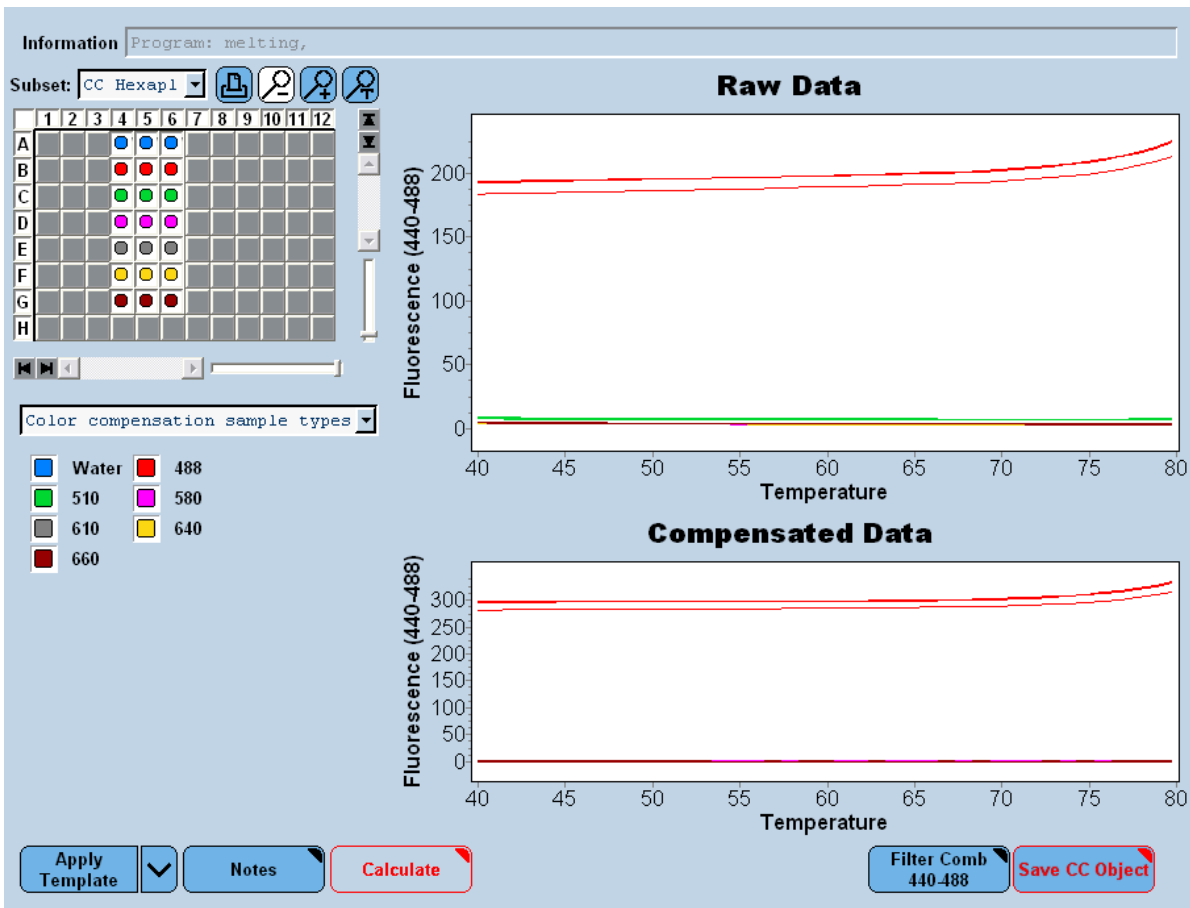 Information Program: melting,
Subset: CC Hexapl
1 2 3 4 5 6 7 8 9 10 11 12
A
B
C
D
E
F
G
H
Color compensation sample types
Water 488
510 580
610 640
660
Raw Data
Fluorescence (440-488)
200
150
100
50
0
40 45 50 55 60 65 70 75 80
Temperature
Compensated Data
Fluorescence (440-488)
300
250
200
150
100
50
0
40 45 50 55 60 65 70 75 80
Temperature
Apply
Template
Notes
Calculate
Filter Comb
440-488
Save CC Object